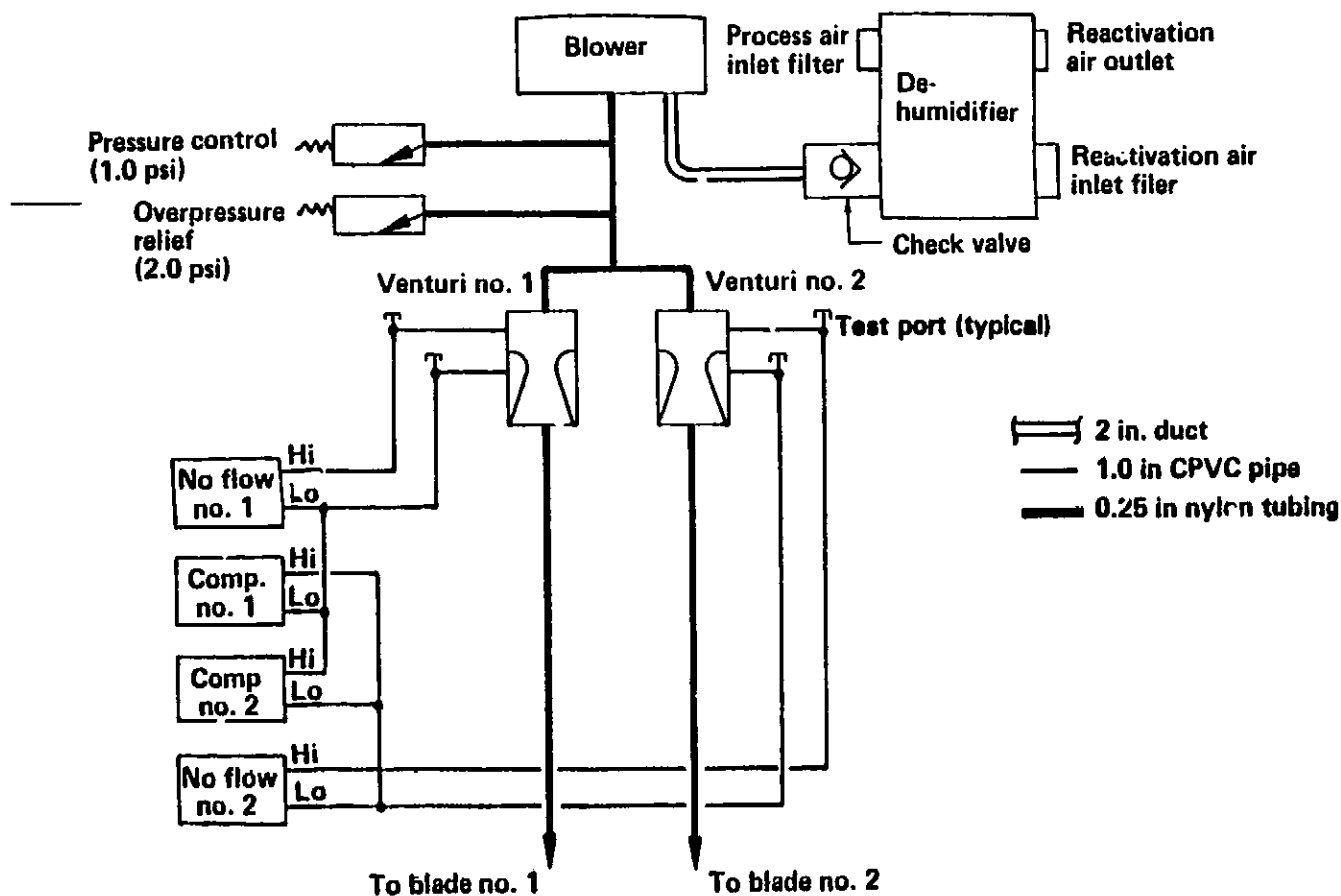 Blower
Process air
inlet filter
Reactivation
air outlet
De-
humidifier
Pressure control
(1.0 psi)
Reactivation air
inlet filer
Overpressure
relief
(2.0 psi)
Check valve
Venturi no. 1
Venturi no. 2
Test port (typical)
2 in. duct
1.0 in CPVC pipe
0.25 in nylon tubing
No flow
no. 1
Hi
Lo
Comp.
no. 1
Hi
Lo
Comp
no. 2
Hi
Lo
No flow
no. 2
Hi
Lo
To blade no. 1
To blade no. 2